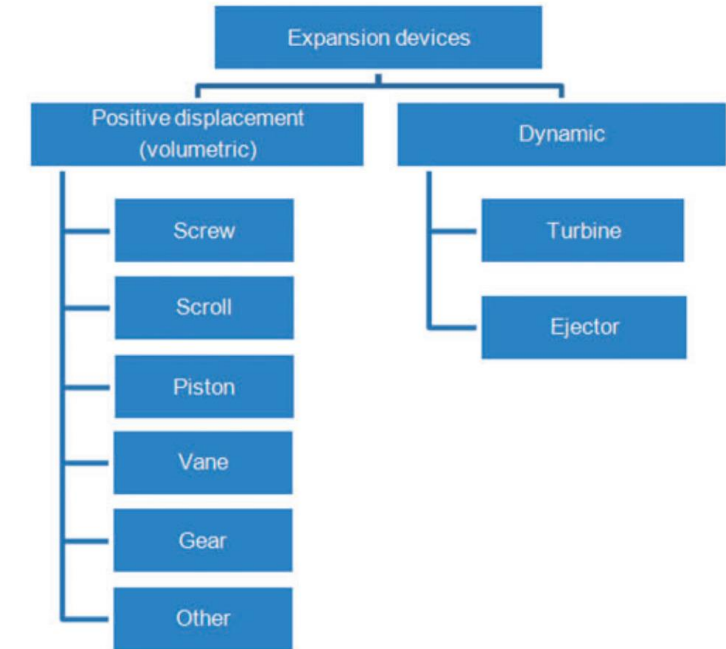 Expansion devices
Positive displacement
(volumetric)
Dynamic
Screw
Scroll
Piston
Vane
Gear
Other
Turbine
Ejector